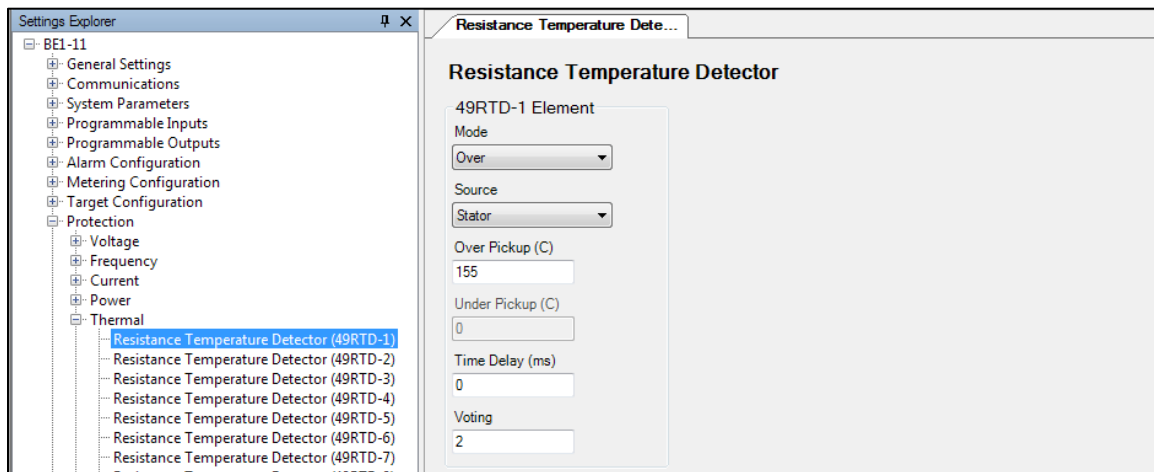 Settings Explorer
BE1-11
General Settings
Communications
System Parameters
Programmable Inputs
Programmable Outputs
Alarm Configuration
Metering Configuration
Target Configuration
Protection
Voltage
Frequency
Current
Power
Thermal
Resistance Temperature Detector (49RTD-1)
Resistance Temperature Detector (49RTD-2)
Resistance Temperature Detector (49RTD-3)
Resistance Temperature Detector (49RTD-4)
Resistance Temperature Detector (49RTD-5)
Resistance Temperature Detector (49RTD-6)
Resistance Temperature Detector (49RTD-7)
Resistance Temperature Dete...
Resistance Temperature Detector
49RTD-1 Element
Mode
Over
Source
Stator
Over Pickup (C)
155
Under Pickup (C)
0
Time Delay (ms)
0
Voting
2